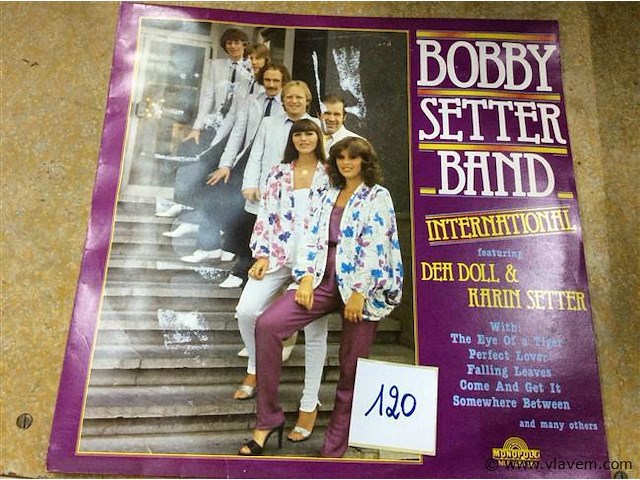 BOBBY
SETTER
BAND
INTERNATIONAL
featuring
DEA DOLL &
KARIN SETTER
With:
The Eye Of a Tiger
Perfect Lover
Falling Leaves
Come And Get It
Somewhere Between
and many others
120
MONOPOLE
© www.vlavem.com